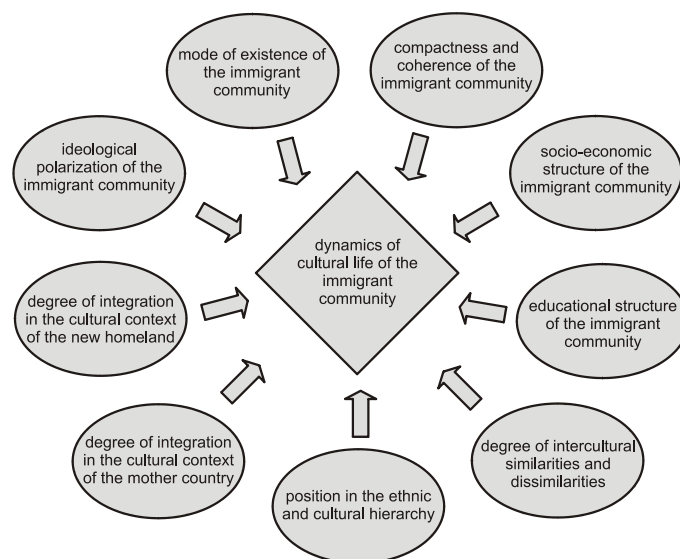 mode of existence of
the immigrant
community
compactness and
coherence of the
immigrant community
ideological
polarization of the
immigrant community
socio-economic
structure of the
immigrant community
dynamics of
cultural life of the
immigrant
community
degree of integration
in the cultural context
of the new homeland
educational structure
of the immigrant
community
degree of integration
in the cultural context
of the mother country
position in the ethnic
and cultural hierarchy
degree of intercultural
similarities and
dissimilarities